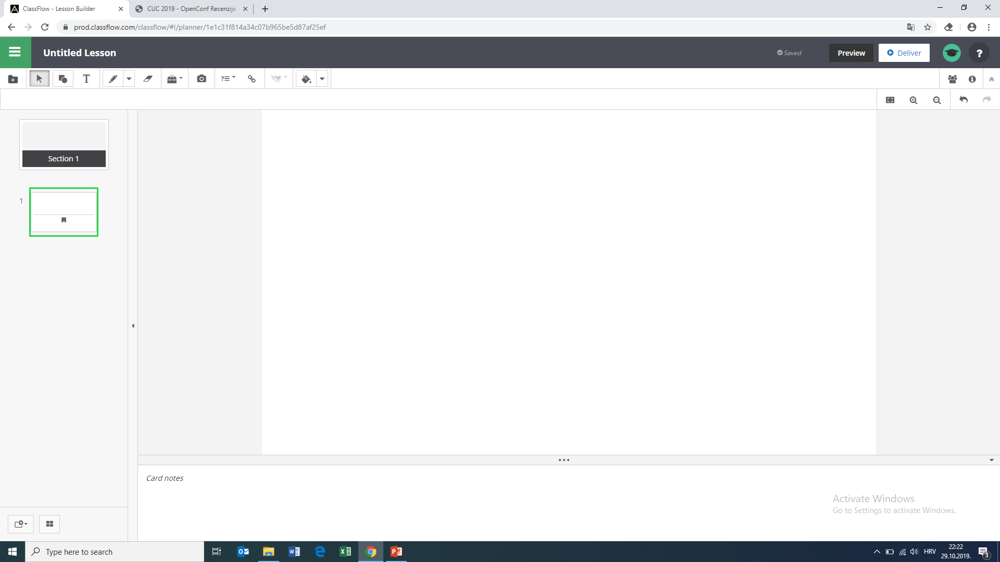 ClassFlow - Lesson Builder
CUC 2019 - OpenConf Recenzije
prod.classflow.com/classflow/#!/planner/1e1c31f814a34c07b965be5d87af25ef
Untitled Lesson
Saved
Preview
Deliver
?
T
Section 1
1
Card notes
Activate Windows
Go to Settings to activate Windows.
Type here to search
HRV
22:22
29.10.2019.
3